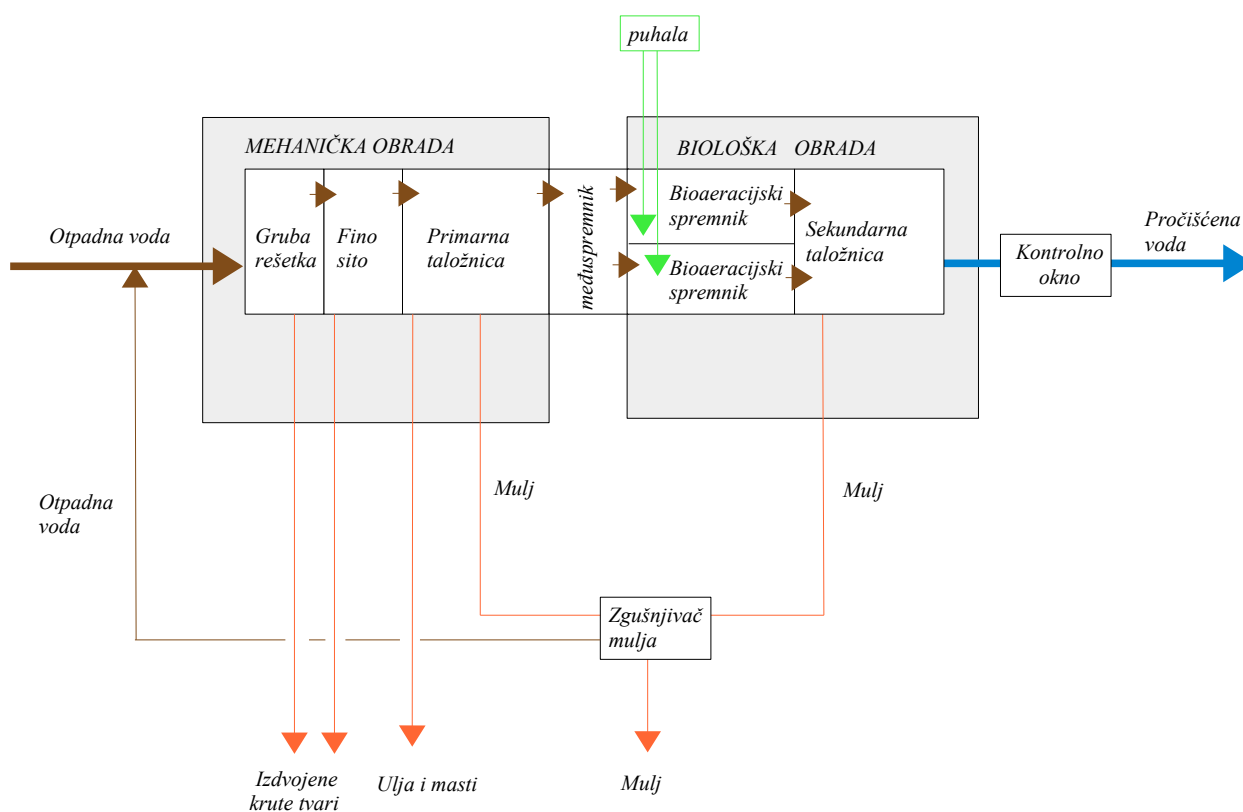 puhala
MEHANIČKA OBRADA
BIOLOŠKA OBRADA
Otpadna voda
Gruba
rešetka
Fino
sito
Primarna
taložnica
međuspremnik
Bioaeracijski
spremnik
Bioaeracijski
spremnik
Sekundarna
taložnica
Kontrolno
okno
Pročišćena
voda
Otpadna
voda
Mulj
Mulj
Zgušnjivač
mulja
Izdvojene
krute tvari
Ulja i masti
Mulj